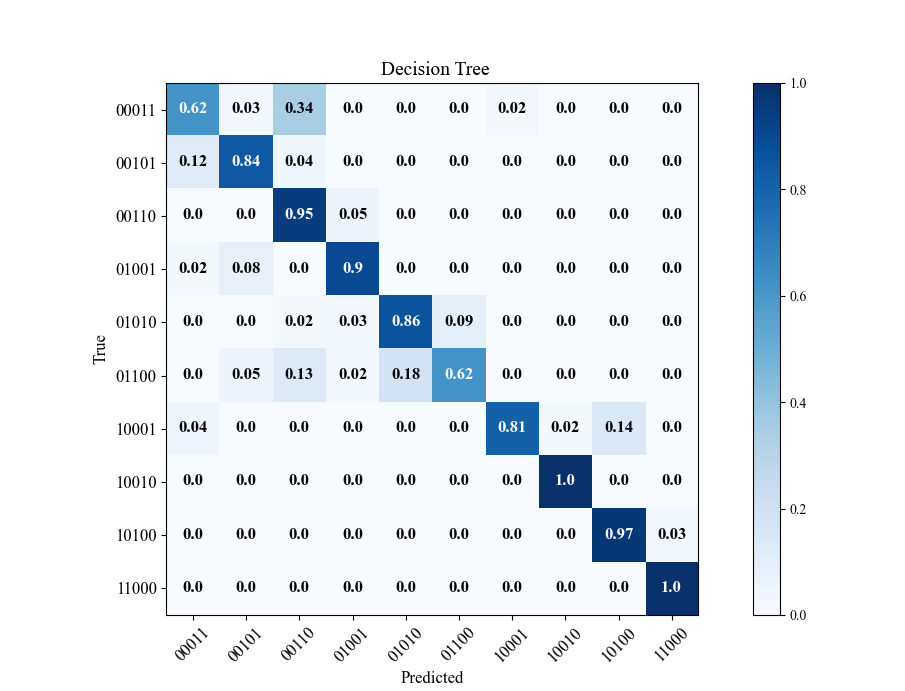 Decision Tree
00011 0.62 0.03 0.34 0.0 0.0 0.0 0.02 0.0 0.0 0.0 1.0
00101 0.12 0.84 0.04 0.0 0.0 0.0 0.0 0.0 0.0 0.0
00110 0.0 0.0 0.95 0.05 0.0 0.0 0.0 0.0 0.0 0.0 0.8
01001 0.02 0.08 0.0 0.9 0.0 0.0 0.0 0.0 0.0 0.0 0.6
01010 0.0 0.0 0.02 0.03 0.86 0.09 0.0 0.0 0.0 0.0
True
01100 0.0 0.05 0.13 0.02 0.18 0.62 0.0 0.0 0.0 0.0 0.4
10001 0.04 0.0 0.0 0.0 0.0 0.0 0.81 0.02 0.14 0.0
10010 0.0 0.0 0.0 0.0 0.0 0.0 0.0 1.0 0.0 0.0 0.2
10100 0.0 0.0 0.0 0.0 0.0 0.0 0.0 0.0 0.97 0.03
11000 0.0 0.0 0.0 0.0 0.0 0.0 0.0 0.0 0.0 1.0 0.0
00011 00101 00110 01001 01010 01100 10001 10010 10100 11000
Predicted